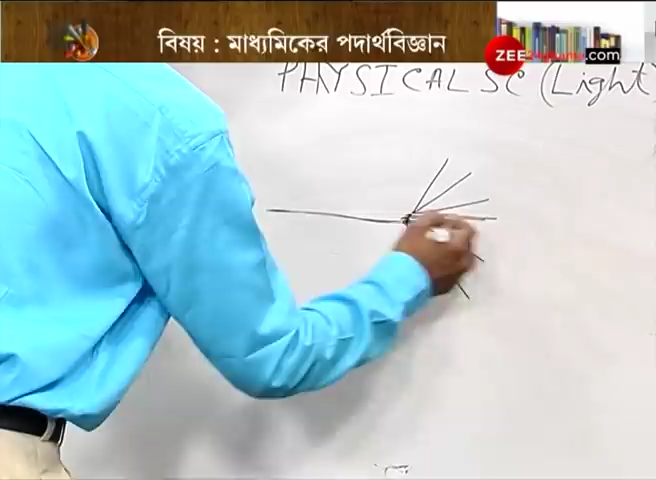 বিষয় : মাধ্যমিকের পদার্থবিজ্ঞান
ZEE
.com
PHYSICAL SC (Light)